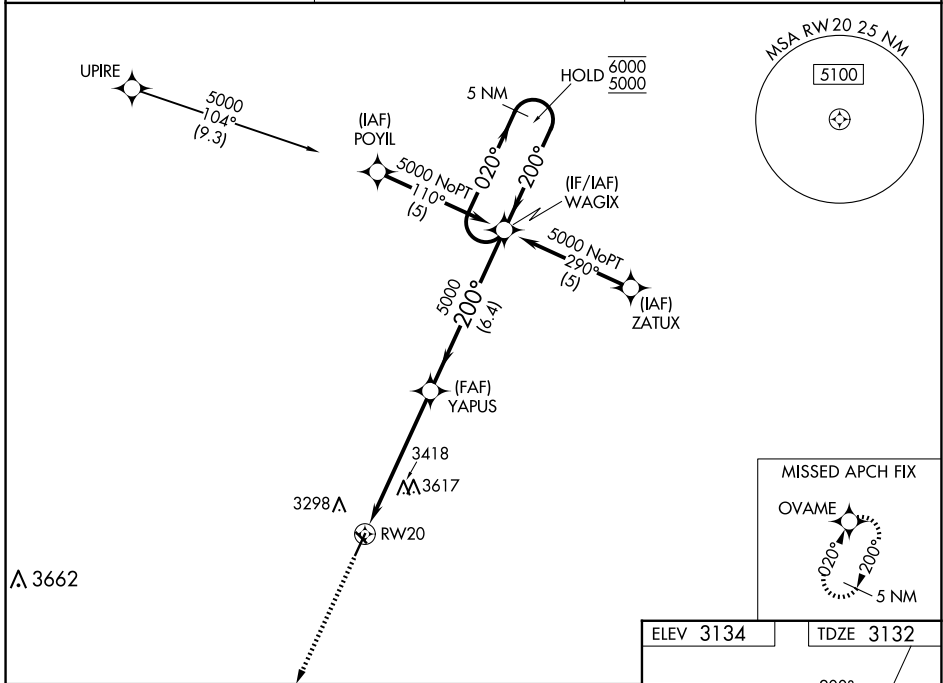 MSA RW20 25 NM
5100
UPIRE
5000
104°
(9.3)
HOLD 6000
5000
5 NM
(IAF)
POYIL
5000 NoPT
110°
(5)
020°
200°
(IF/IAF)
WAGIX
5000 NoPT
290°
(5)
(IAF)
ZATUX
5000
200°
(6.4)
(FAF)
YAPUS
3418
3617
3298
RW20
3662
MISSED APCH FIX
OVAME
020°
200°
5 NM
ELEV 3134
TDZE 3132